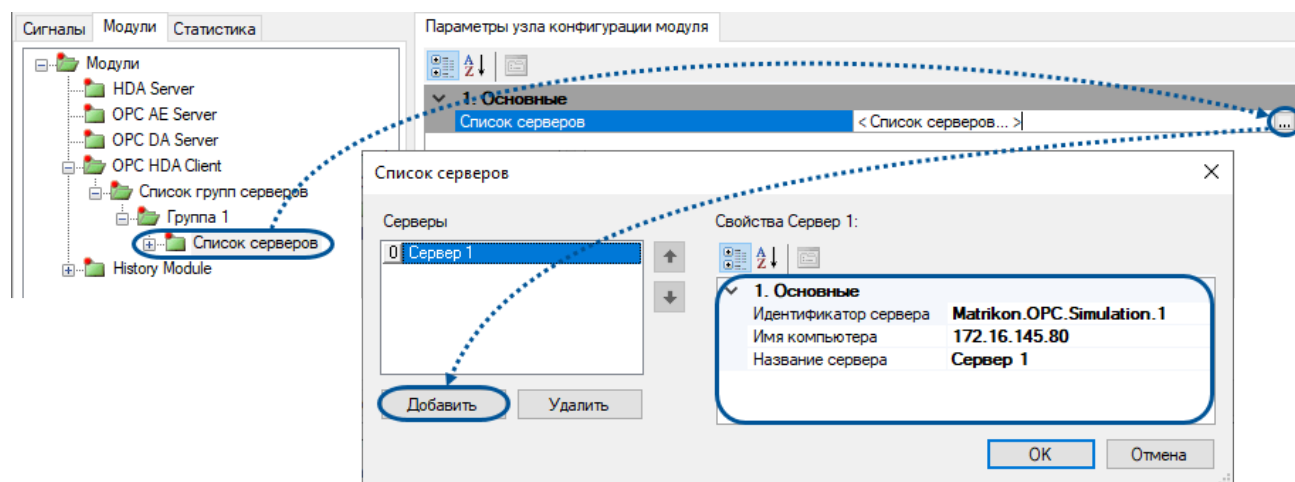 Сигналы Модули Статистика
Параметры узла конфигурации модуля
Модули
HDA Server
OPC AE Server
OPC DA Server
OPC HDA Client
Список групп серверов
Группа 1
Список серверов
History Module
1. Основные
Список серверов < Список серверов... >
...
Список серверов
Серверы
0 Сервер 1
Добавить Удалить
Свойства Сервер 1:
1. Основные
Идентификатор сервера Matrikon.OPC.Simulation.1
Имя компьютера 172.16.145.80
Название сервера Сервер 1
OK Отмена